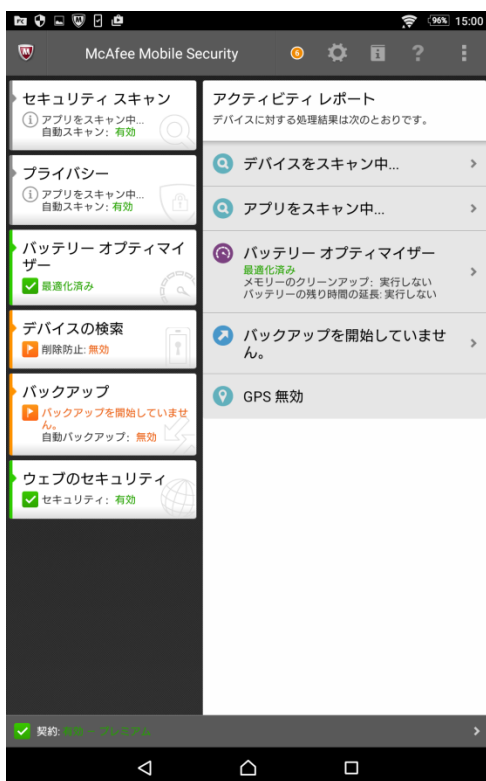 96% 15:00
McAfee Mobile Security
6
セキュリティ スキャン
アプリをスキャン中...
自動スキャン: 有効
プライバシー
アプリをスキャン中...
自動スキャン: 有効
バッテリー オプティマイ
ザー
最適化済み
デバイスの検索
削除防止: 無効
バックアップ
バックアップを開始していませ
ん。
自動バックアップ: 無効
ウェブのセキュリティ
セキュリティ: 有効
アクティビティ レポート
デバイスに対する処理結果は次のとおりです。
デバイスをスキャン中...
アプリをスキャン中...
バッテリー オプティマイザー
最適化済み
メモリーのクリーンアップ: 実行しない
バッテリーの残り時間の延長: 実行しない
バックアップを開始していませ
ん。
GPS 無効
契約: 有効 – プレミアム